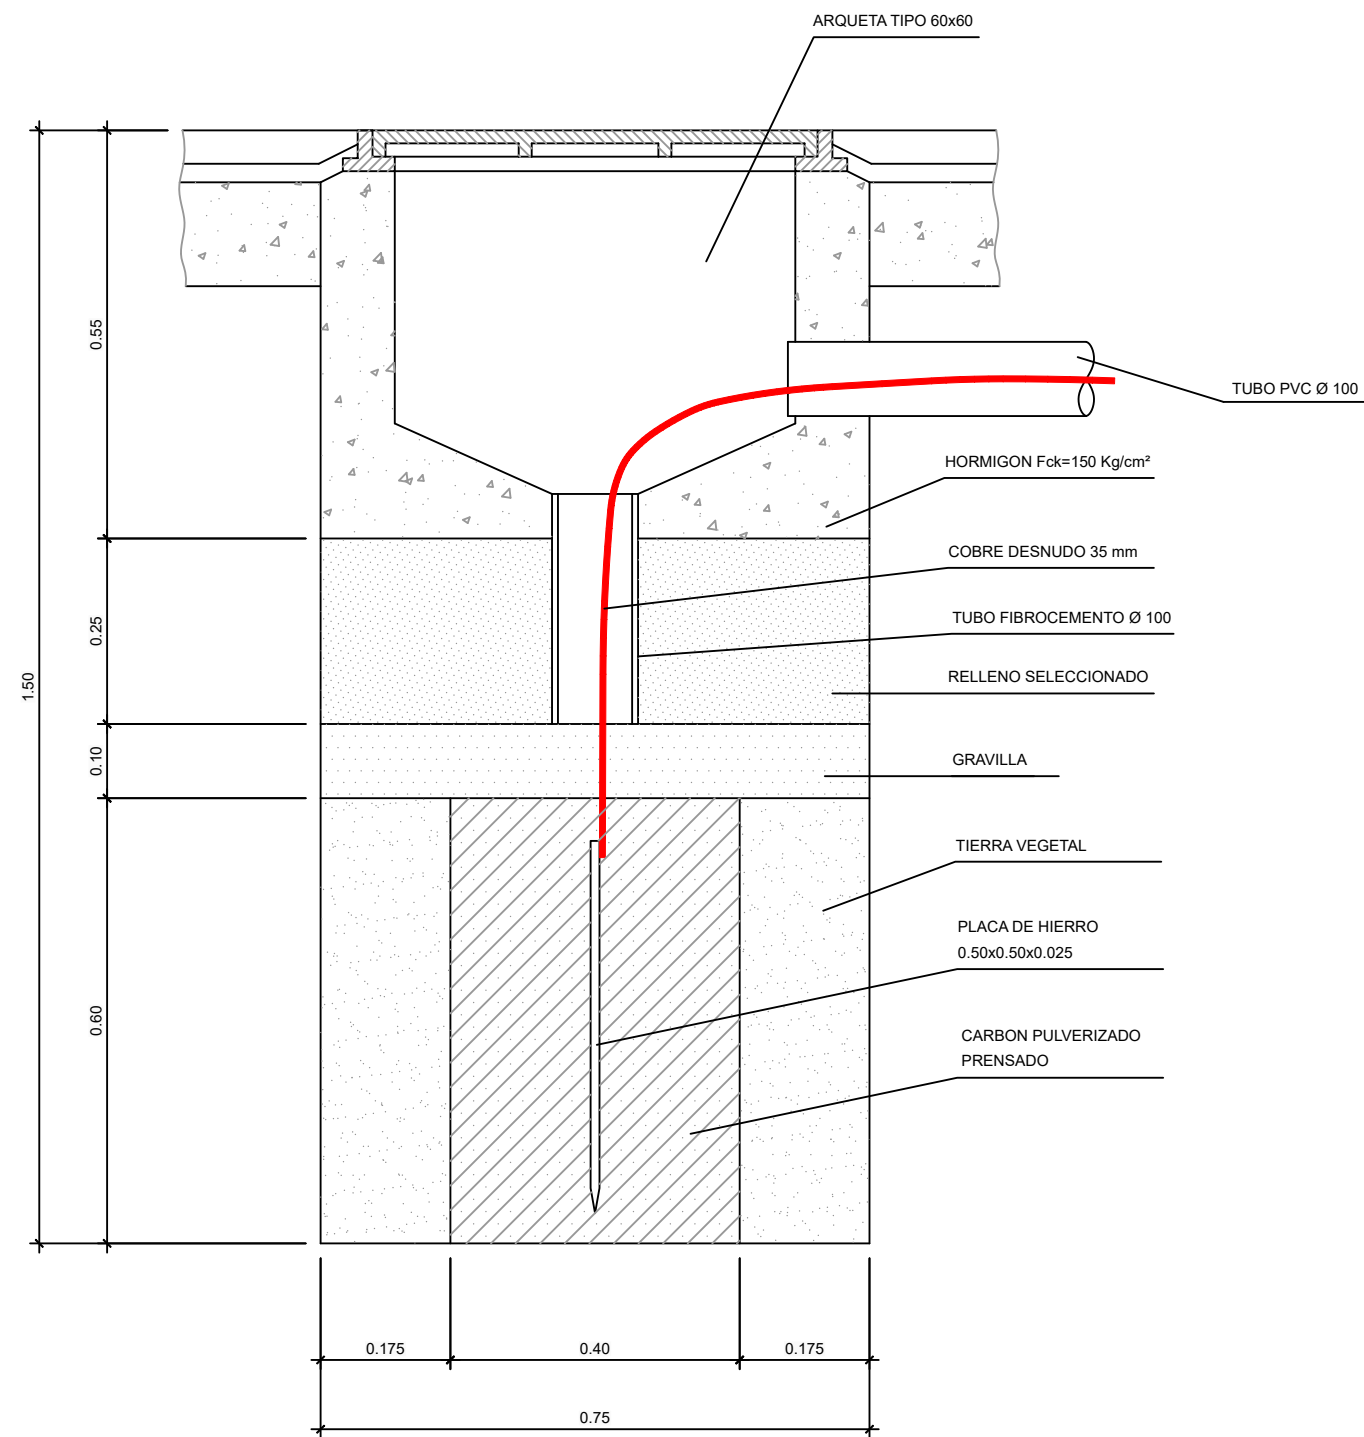 ARQUETA TIPO 60x60
0.55
TUBO PVC Ø 100
HORMIGON Fck=150 Kg/cm²
COBRE DESNUDO 35 mm
TUBO FIBROCEMENTO Ø 100
0.25
1.50
RELLENO SELECCIONADO
0.10
GRAVILLA
TIERRA VEGETAL
PLACA DE HIERRO
0.50x0.50x0.025
0.60
CARBON PULVERIZADO
PRENSADO
0.175
0.40
0.175
0.75